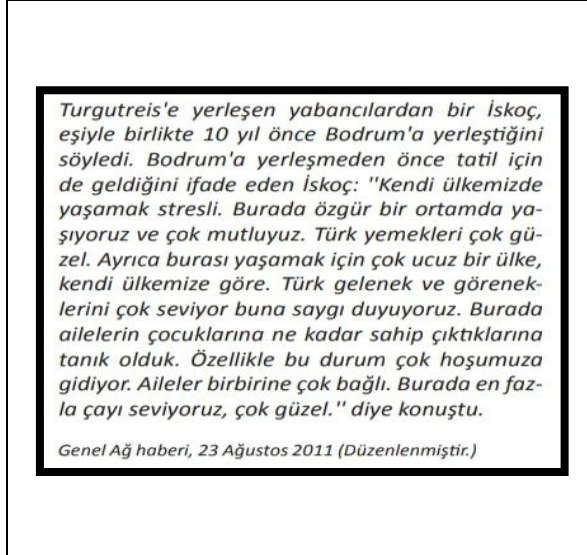 Turgutreis'e yerleşen yabancılardan bir İskoç,
eşiyle birlikte 10 yıl önce Bodrum'a yerleştiğini
söyledi. Bodrum'a yerleşmeden önce tatil için
de geldiğini ifade eden İskoç: ''Kendi ülkemizde
yaşamak stresli. Burada özgür bir ortamda ya-
şıyoruz ve çok mutluyuz. Türk yemekleri çok gü-
zel. Ayrıca burası yaşamak için çok ucuz bir ülke,
kendi ülkemize göre. Türk gelenek ve görenek-
lerini çok seviyor buna saygı duyuyoruz. Burada
ailelerin çocuklarına ne kadar sahip çıktıklarına
tanık olduk. Özellikle bu durum çok hoşumuza
gidiyor. Aileler birbirine çok bağlı. Burada en faz-
la çayı seviyoruz, çok güzel.'' diye konuştu.
Genel Ağ haberi, 23 Ağustos 2011 (Düzenlenmiştir.)